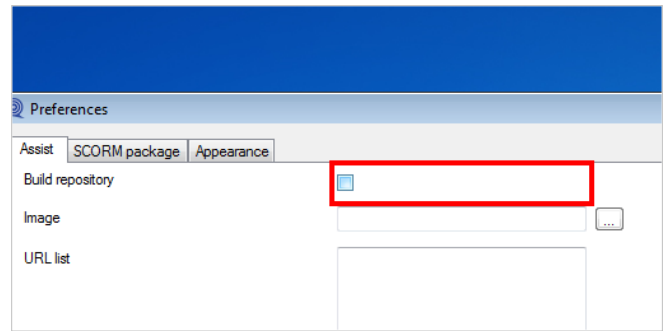 Preferences
Assist SCORM package Appearance
Build repository
Image
...
URL list